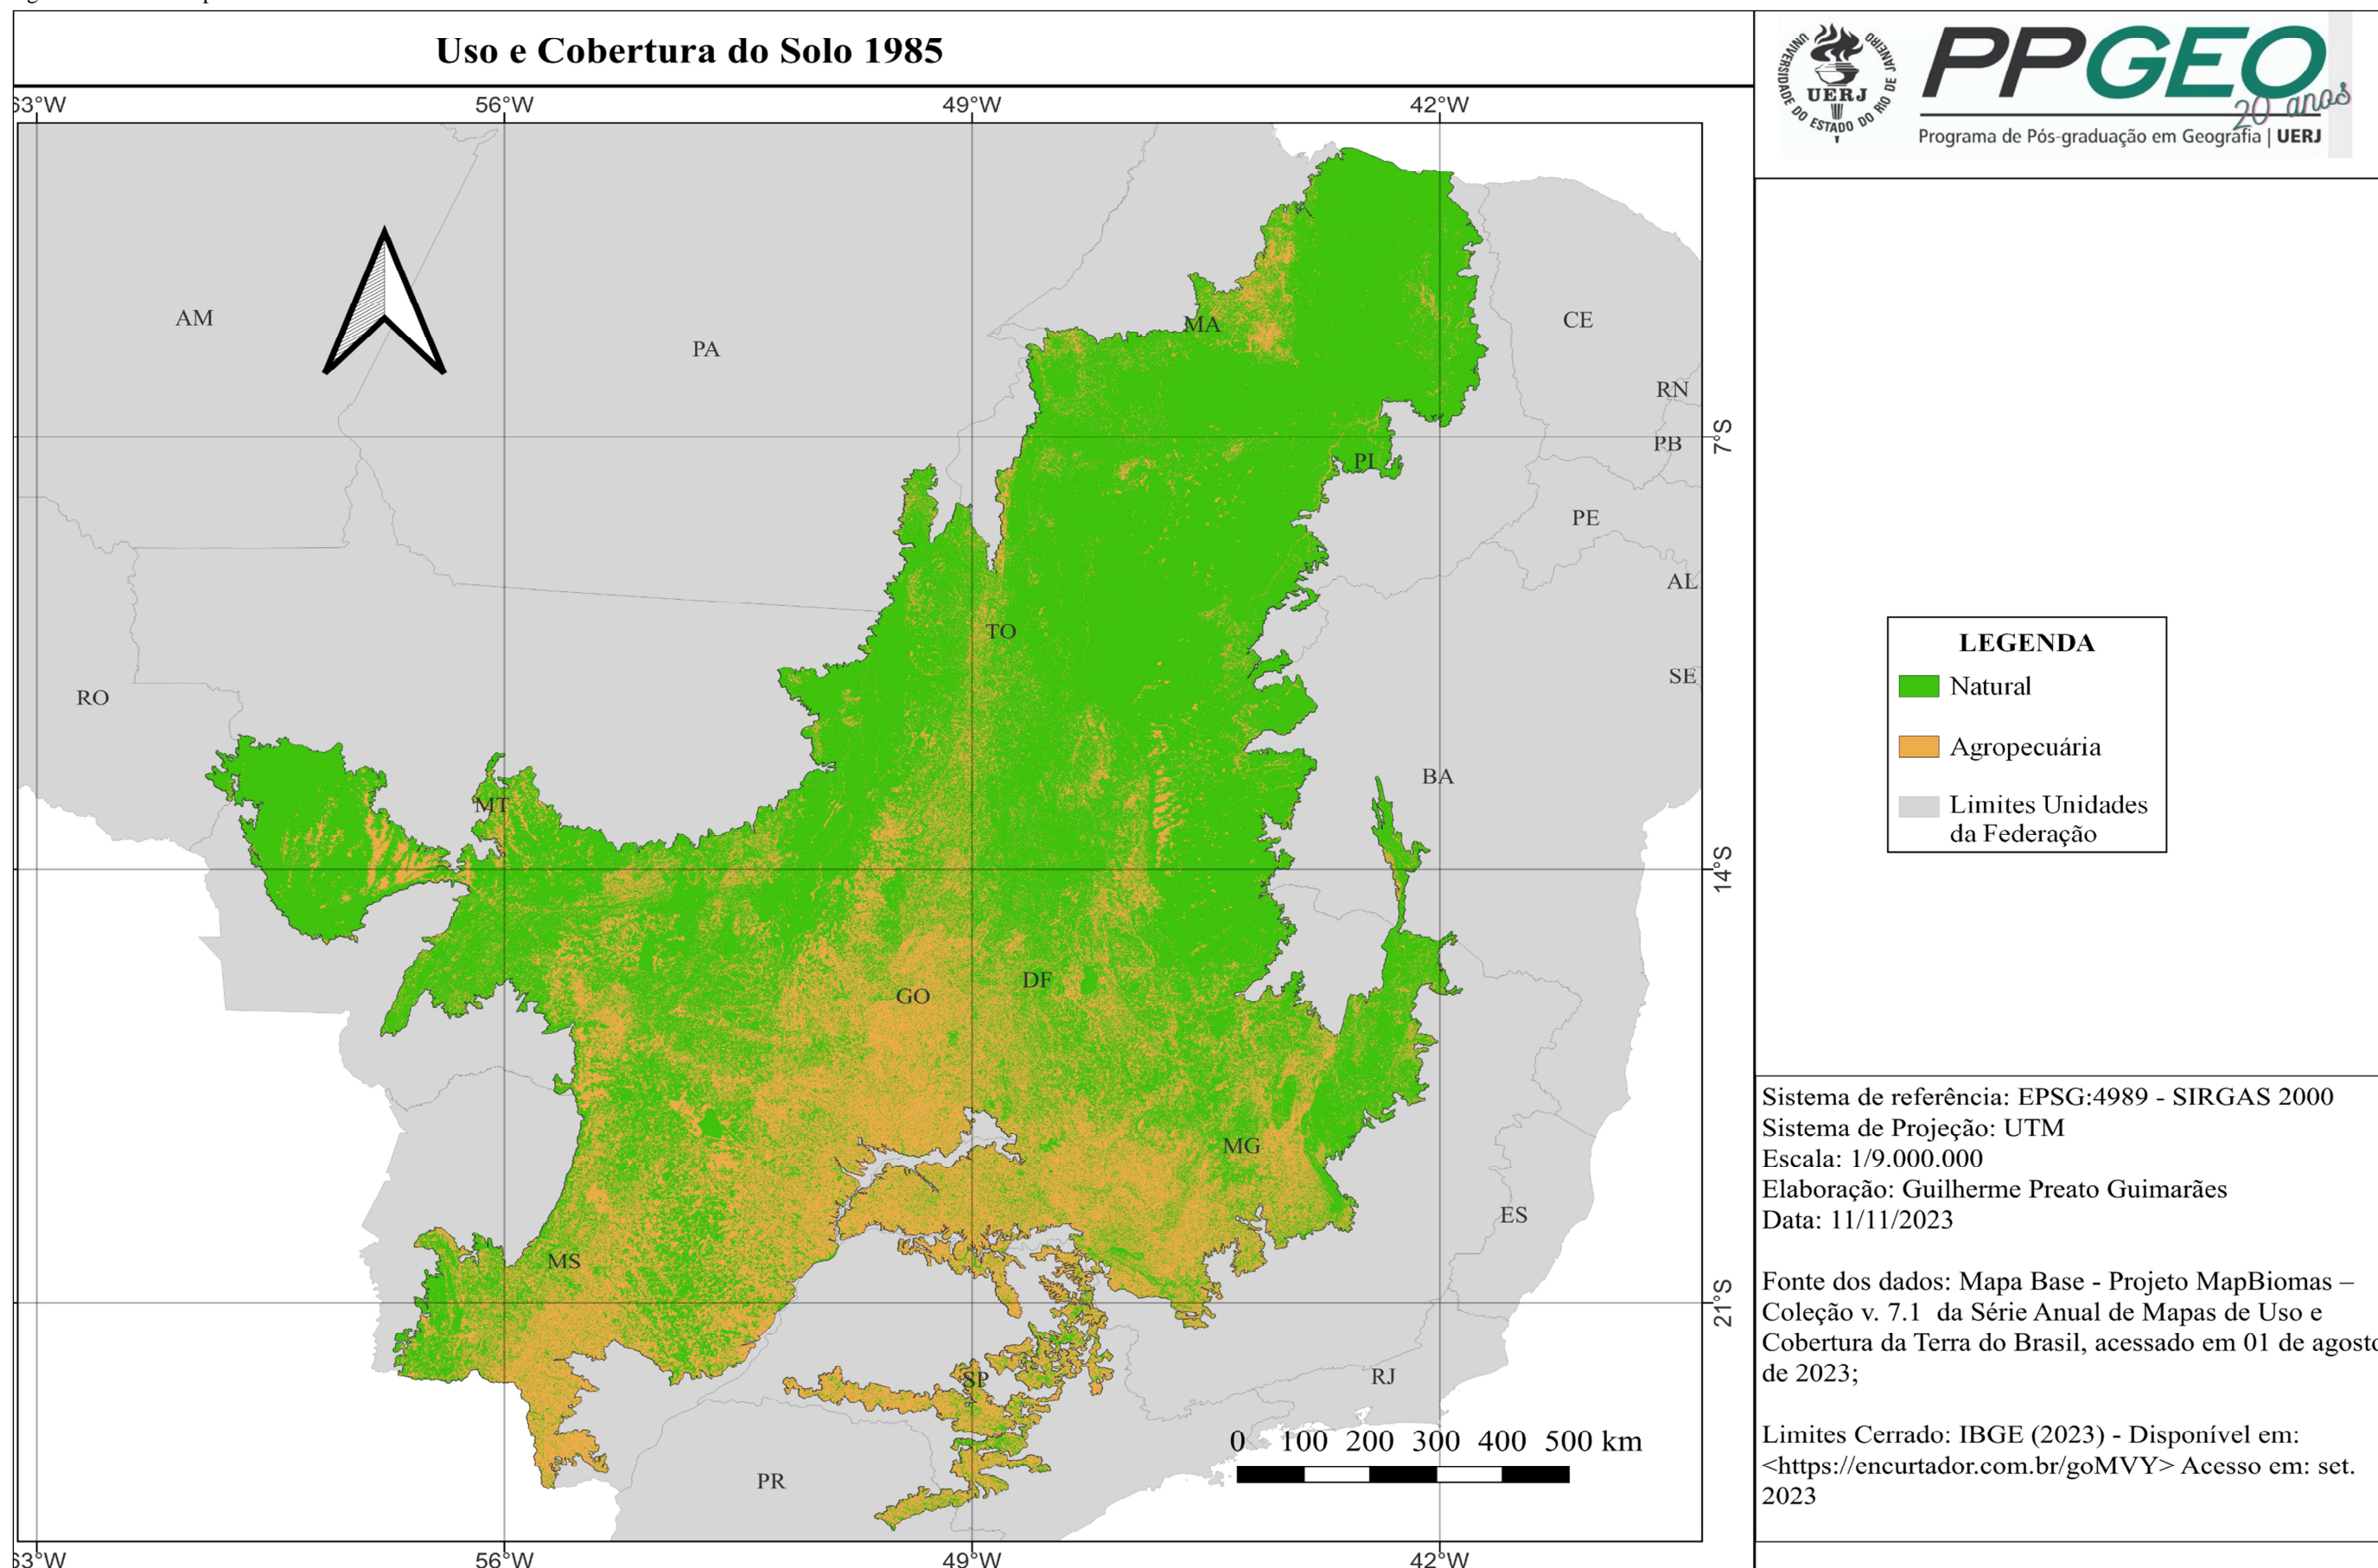 Uso e Cobertura do Solo 1985
UNIVERSIDADE DO ESTADO DO RIO DE JANEIRO
UERJ
PPGEO
20 anos
Programa de Pós-graduação em Geografia | UERJ
56°W 49°W 42°W
AM
PA
MA
CE
RN
PB
PI
PE
AL
SE
TO
RO
BA
MT
DF
GO
MG
ES
MS
SP
RJ
PR
7°S
14°S
21°S
0 100 200 300 400 500 km
56°W 49°W 42°W
LEGENDA
Natural
Agropecuária
Limites Unidades
da Federação
Sistema de referência: EPSG:4989 - SIRGAS 2000
Sistema de Projeção: UTM
Escala: 1/9.000.000
Elaboração: Guilherme Preato Guimarães
Data: 11/11/2023
Fonte dos dados: Mapa Base - Projeto MapBiomas –
Coleção v. 7.1 da Série Anual de Mapas de Uso e
Cobertura da Terra do Brasil, acessado em 01 de agosto
de 2023;
Limites Cerrado: IBGE (2023) - Disponível em:
<https://encurtador.com.br/goMVY> Acesso em: set.
2023